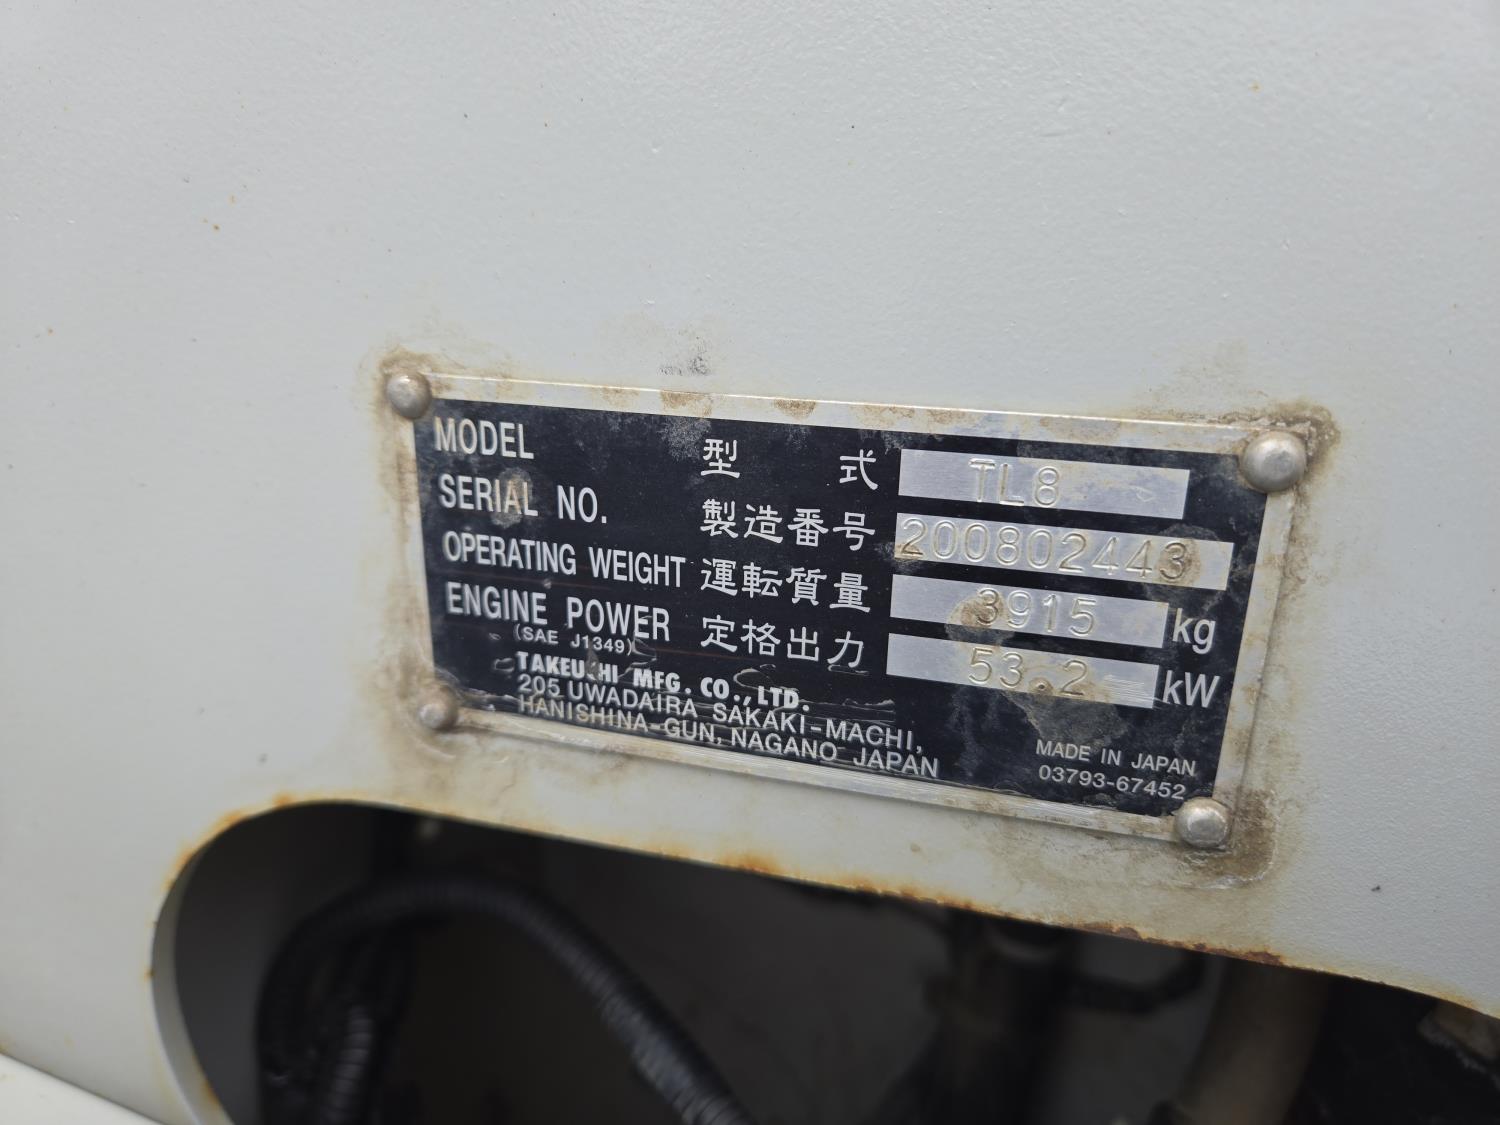 MODEL 型式 TL8
SERIAL NO. 製造番号 200802443
OPERATING WEIGHT 運転質量 3915 kg
ENGINE POWER 定格出力 53.2 kW
(SAE J1349)
TAKEUCHI MFG. CO., LTD.
205 UWADAIRA SAKAKI-MACHI,
HANISHINA-GUN, NAGANO JAPAN
MADE IN JAPAN
03793-67452